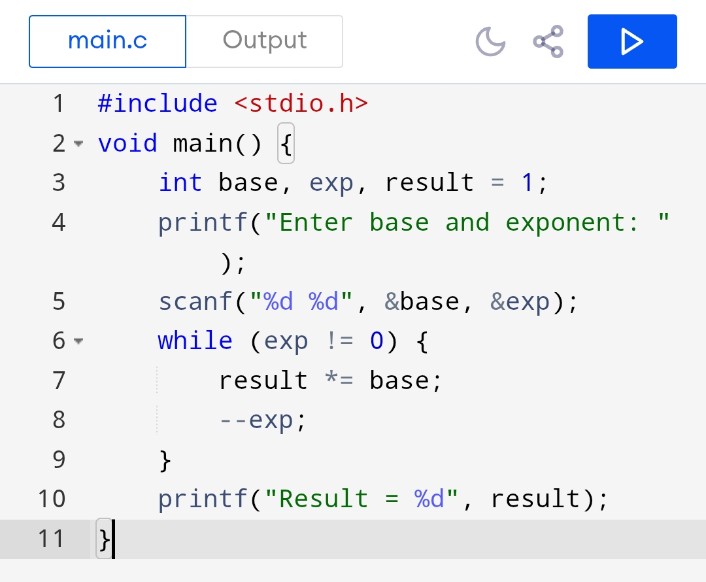 main.c Output
1 #include <stdio.h>
2 void main() {
3 int base, exp, result = 1;
4 printf("Enter base and exponent: "
);
5 scanf("%d %d", &base, &exp);
6 while (exp != 0) {
7 result *= base;
8 --exp;
9 }
10 printf("Result = %d", result);
11 }